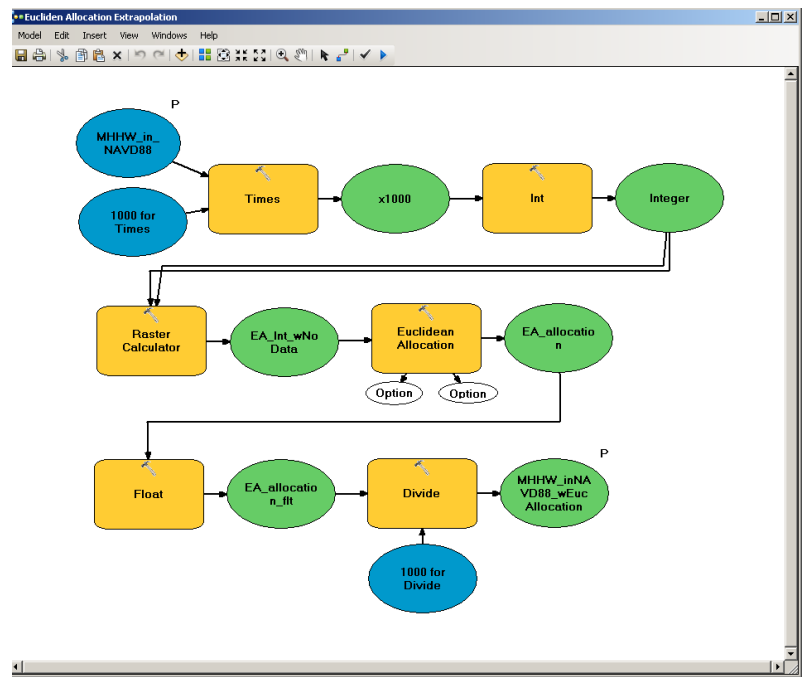 Eucliden Allocation Extrapolation
Model Edit Insert View Windows Help
P
MHHW_in_
NAVD88
1000 for
Times
Times
x1000
Int
Integer
Raster
Calculator
EA_Int_wNo
Data
Euclidean
Allocation
EA_allocatio
n
Option
Option
Float
EA_allocatio
n_flt
Divide
P
MHHW_inNA
VD88_wEuc
Allocation
1000 for
Divide